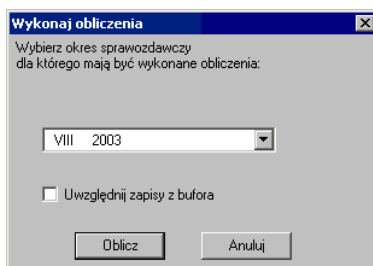 Wykonaj obliczenia
Wybierz okres sprawozdawczy
dla którego mają być wykonane obliczenia:
VIII 2003
Uwzględnij zapisy z bufora
Oblicz Anuluj